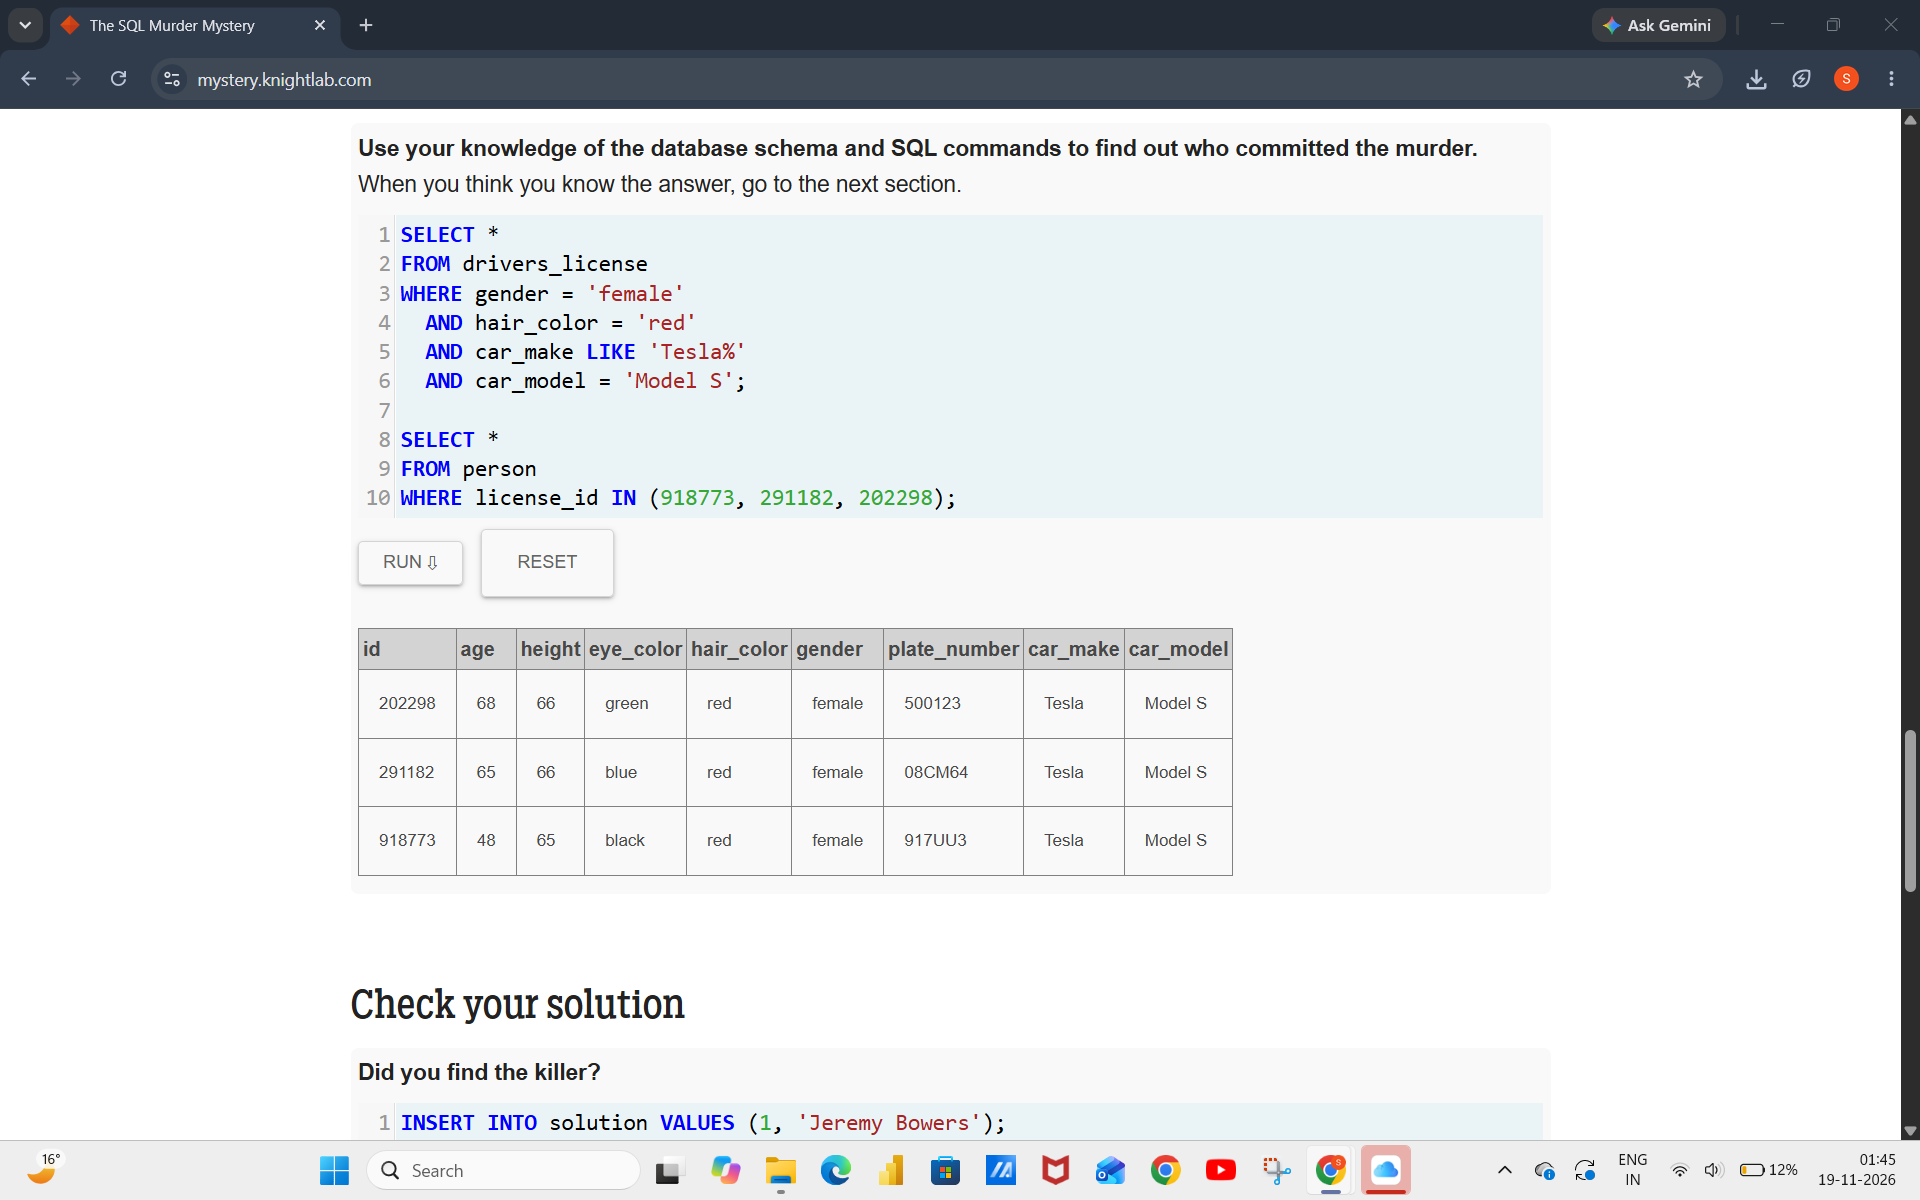 The SQL Murder Mystery
Ask Gemini
mystery.knightlab.com
S
Use your knowledge of the database schema and SQL commands to find out who committed the murder.
When you think you know the answer, go to the next section.
1 SELECT *
2 FROM drivers_license
3 WHERE gender = 'female'
4 AND hair_color = 'red'
5 AND car_make LIKE 'Tesla%'
6 AND car_model = 'Model S';
7
8 SELECT *
9 FROM person
10 WHERE license_id IN (918773, 291182, 202298);
RUN ⇩ RESET
id age height eye_color hair_color gender plate_number car_make car_model
202298 68 66 green red female 500123 Tesla Model S
291182 65 66 blue red female 08CM64 Tesla Model S
918773 48 65 black red female 917UU3 Tesla Model S
Check your solution
Did you find the killer?
1 INSERT INTO solution VALUES (1, 'Jeremy Bowers');
16°
Search
ENG
IN
12%
01:45
19-11-2026